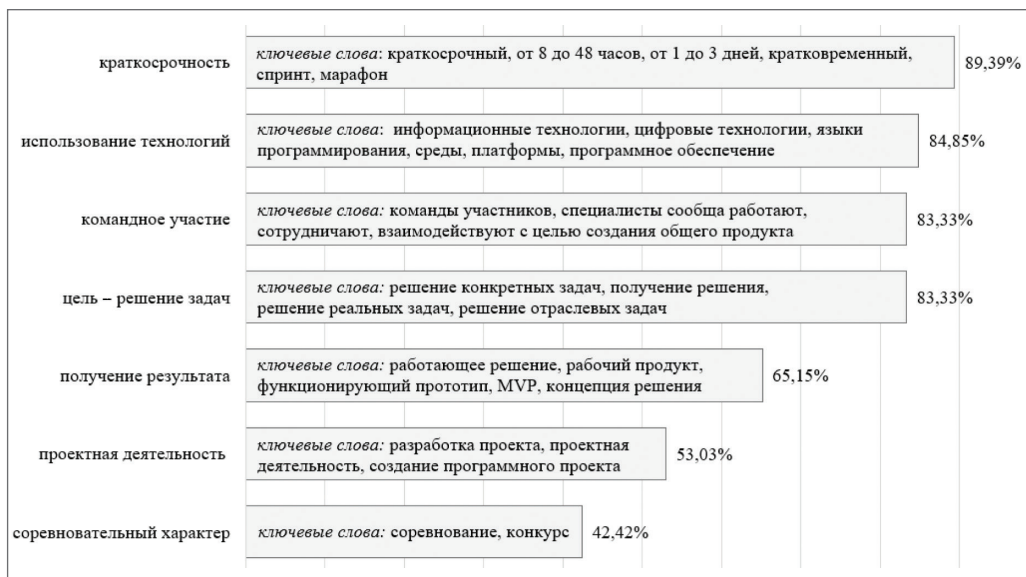 краткосрочность
ключевые слова: краткосрочный, от 8 до 48 часов, от 1 до 3 дней, кратковременный,
спринт, марафон
89,39%
использование технологий
ключевые слова: информационные технологии, цифровые технологии, языки
программирования, среды, платформы, программное обеспечение
84,85%
командное участие
ключевые слова: команды участников, специалисты сообща работают,
сотрудничают, взаимодействуют с целью создания общего продукта
83,33%
цель – решение задач
ключевые слова: решение конкретных задач, получение решения,
решение реальных задач, решение отраслевых задач
83,33%
получение результата
ключевые слова: работающее решение, рабочий продукт,
функционирующий прототип, MVP, концепция решения
65,15%
проектная деятельность
ключевые слова: разработка проекта, проектная
деятельность, создание программного проекта
53,03%
соревновательный характер
ключевые слова: соревнование, конкурс
42,42%